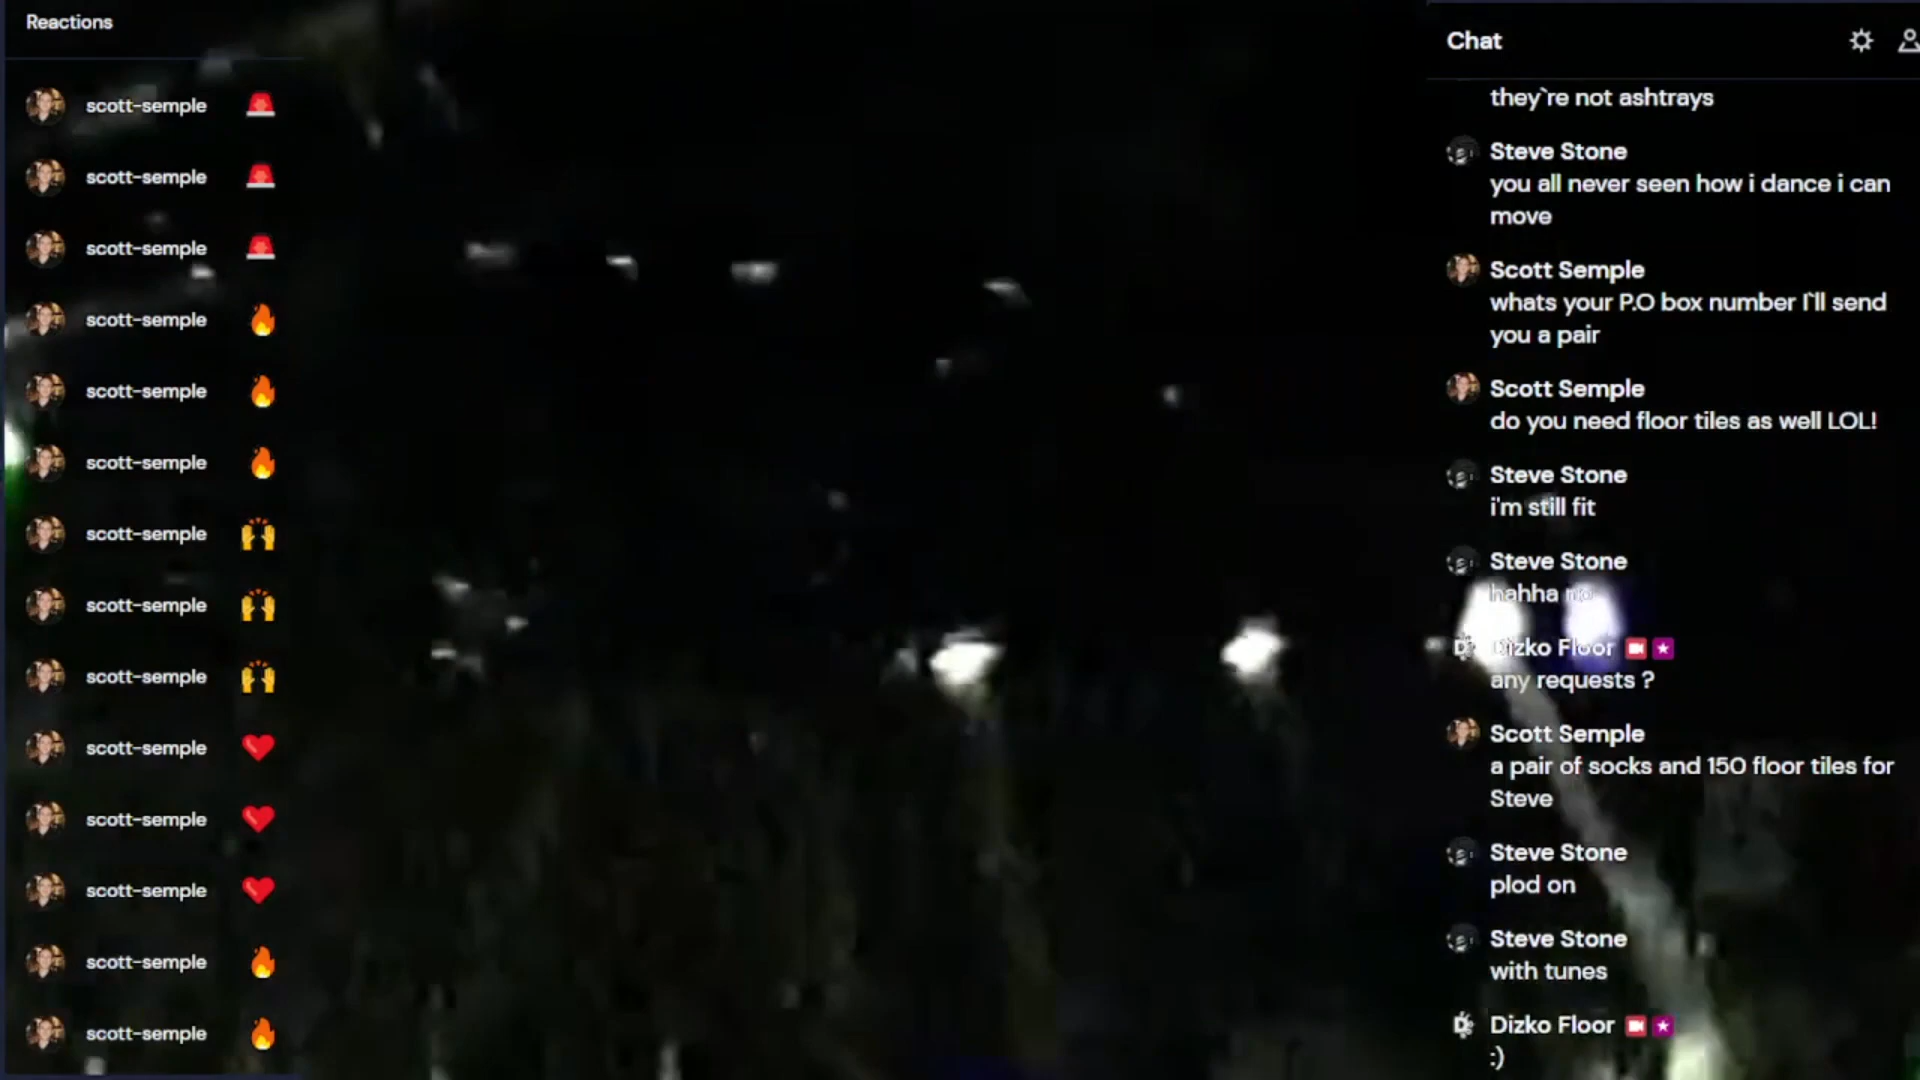 Reactions
scott-semple
scott-semple
scott-semple
scott-semple
scott-semple
scott-semple
scott-semple
scott-semple
scott-semple
scott-semple
scott-semple
scott-semple
scott-semple
scott-semple
Chat
they`re not ashtrays
Steve Stone
you all never seen how i dance i can
move
Scott Semple
whats your P.O box number I`ll send
you a pair
Scott Semple
do you need floor tiles as well LOL!
Steve Stone
i'm still fit
Steve Stone
hahha no
Dizko Floor
any requests ?
Scott Semple
a pair of socks and 150 floor tiles for
Steve
Steve Stone
plod on
Steve Stone
with tunes
Dizko Floor
:)